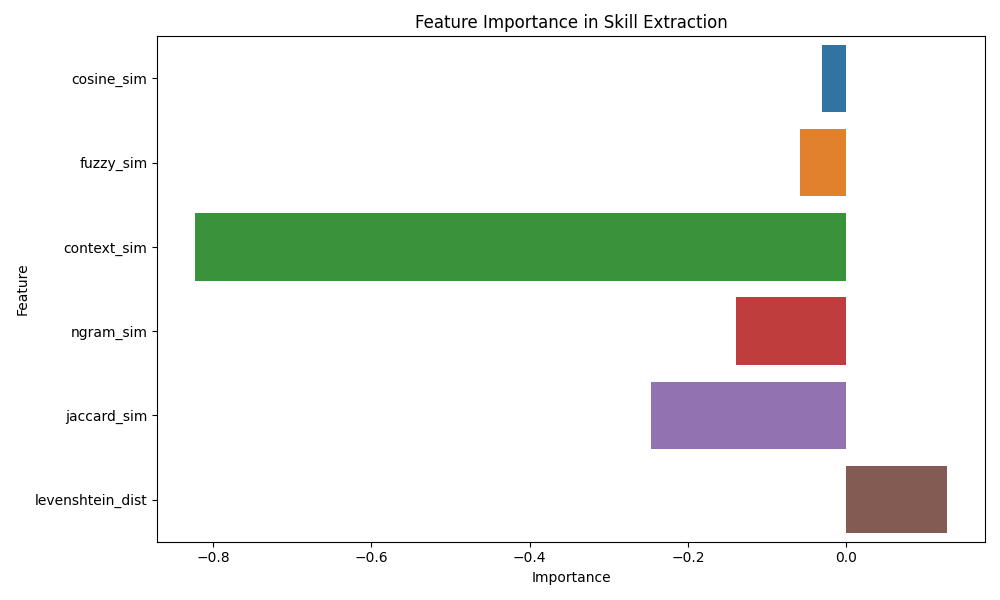 Feature Importance in Skill Extraction
cosine_sim
fuzzy_sim
context_sim
ngram_sim
jaccard_sim
levenshtein_dist
Feature
−0.8
−0.6
−0.4
−0.2
0.0
Importance